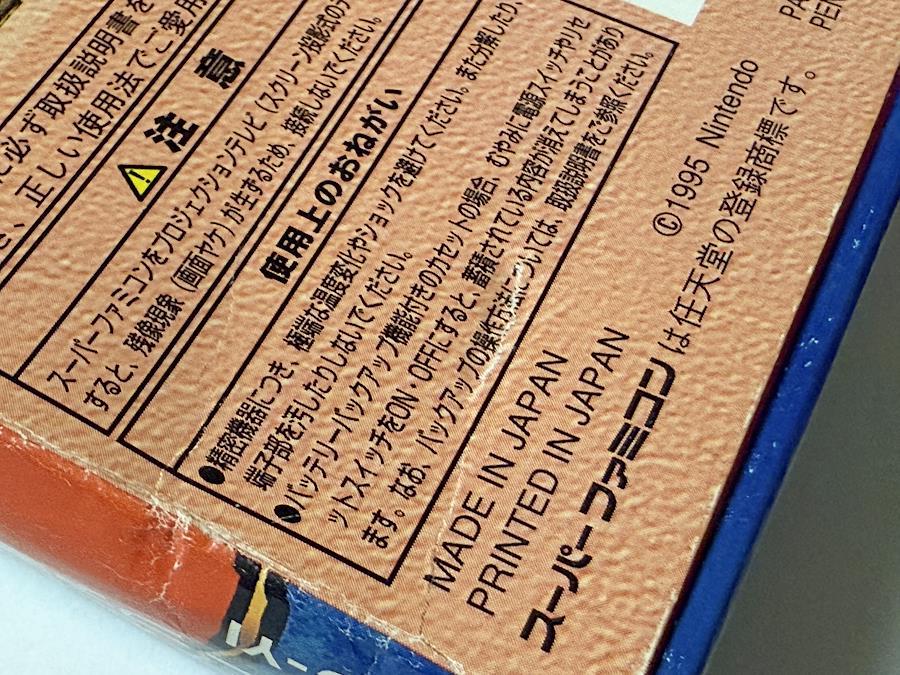 に必ず取扱説明書を
き、正しい使用法でご愛用
注 意
スーパーファミコンをプロジェクションテレビ(スクリーン投影式のテ
すると、残像現象(画面ヤケ)が生ずるため、接続しないでください。
使用上のおねがい
●精密機器につき、極端な温度変化やショックを避けてください。また分解したり、
端子部を汚したりしないでください。
●バッテリーバックアップ機能付きのカセットの場合、むやみに電源スイッチやリセ
ットスイッチをON・OFFにすると、蓄積されている内容が消えてしまうことがあり
ます。なお、バックアップの操作方法については、取扱説明書をご参照ください。
MADE IN JAPAN
PRINTED IN JAPAN
©1995 Nintendo
スーパーファミコンは任天堂の登録商標です。
PA
PEN